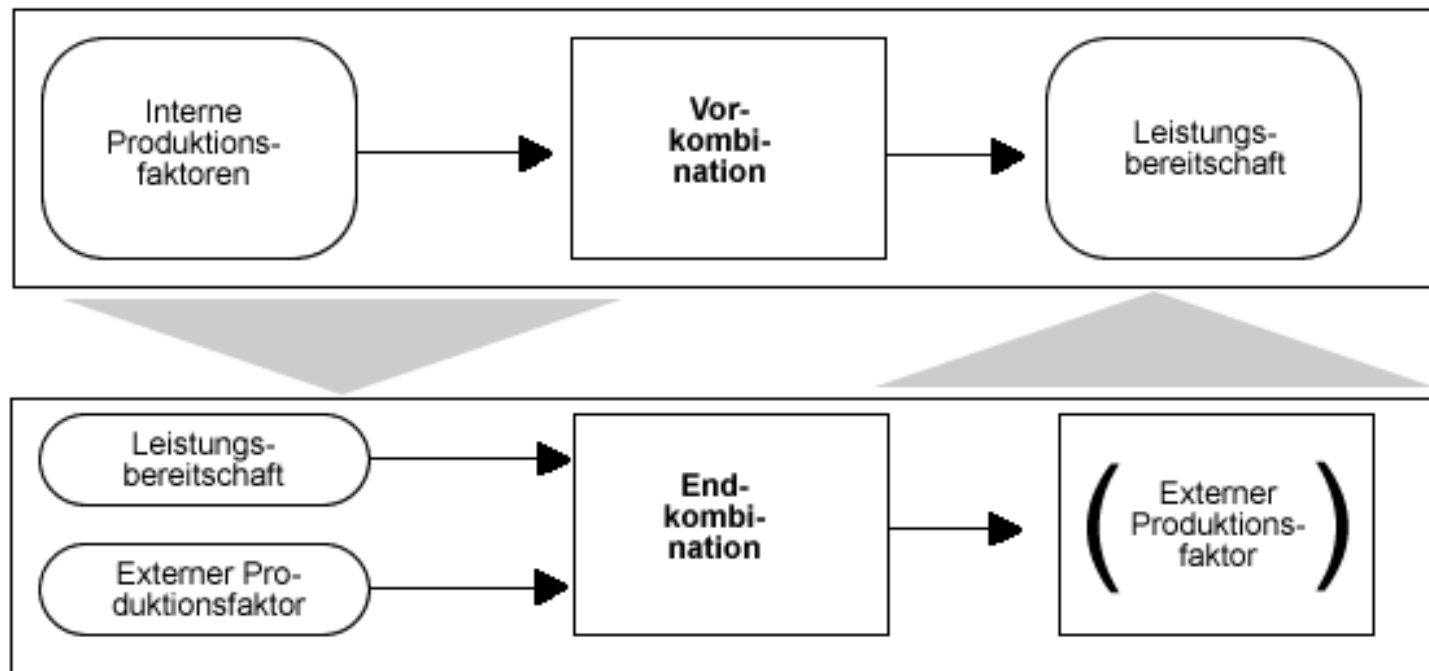 Interne
Produktions-
faktoren
Vor-
kombi-
nation
Leistungs-
bereitschaft
Leistungs-
bereitschaft
Externer Pro-
duktionsfaktor
End-
kombi-
nation
( Externer
Produktions-
faktor )